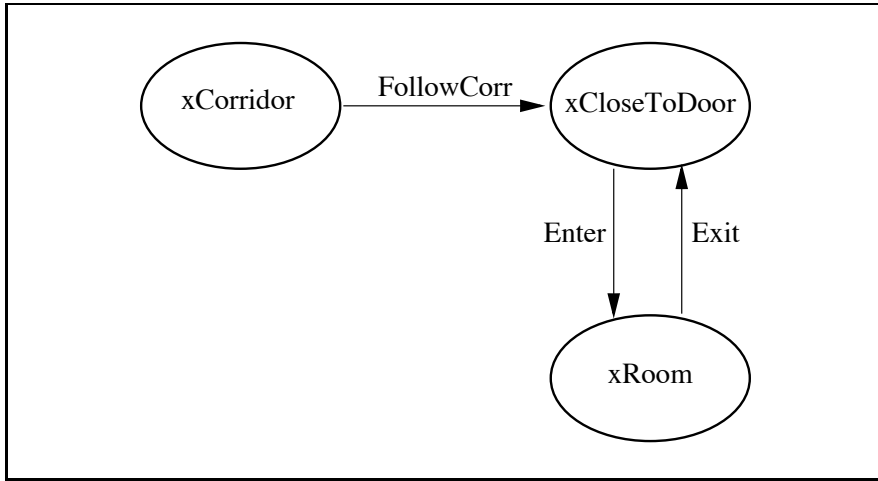 FollowCorr
xCorridor
xCloseToDoor
Enter
Exit
xRoom